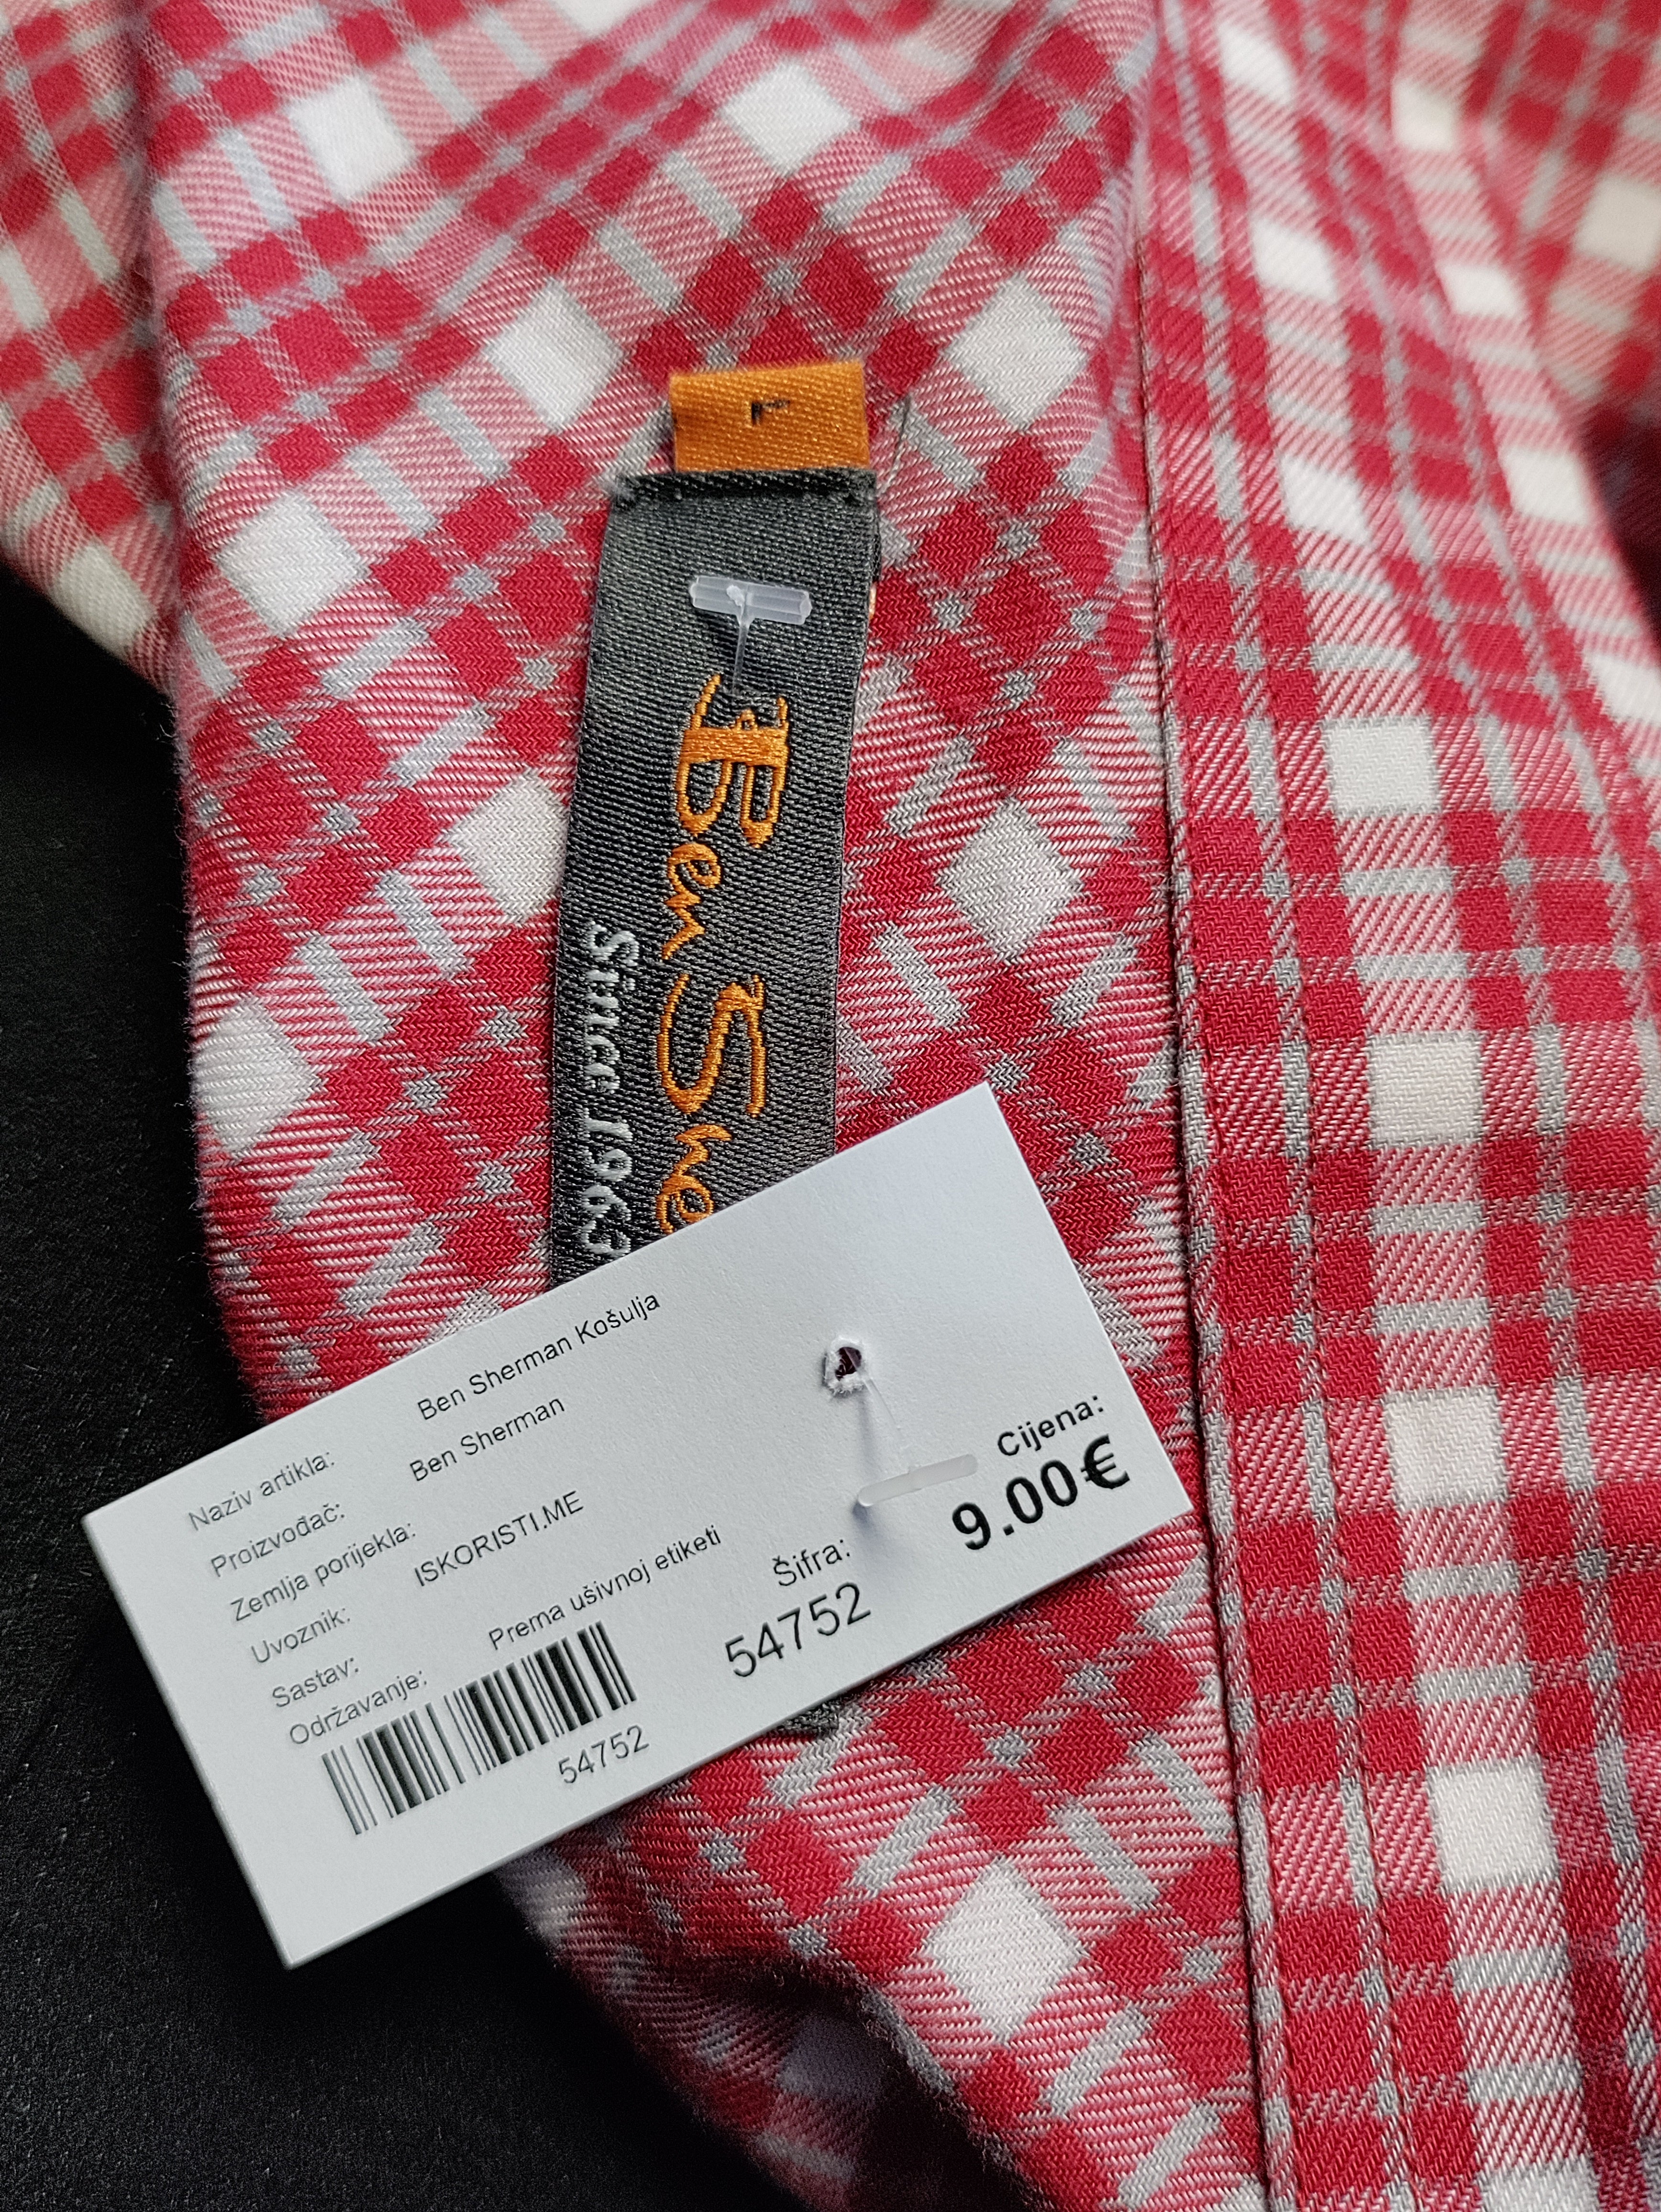 L
Ben She
Since 1963
Naziv artikla: Ben Sherman Košulja
Proizvođač: Ben Sherman
Zemlja porijekla:
Uvoznik: ISKORISTI.ME
Sastav:
Održavanje: Prema ušivnoj etiketi
54752
Šifra:
54752
Cijena:
9.00€